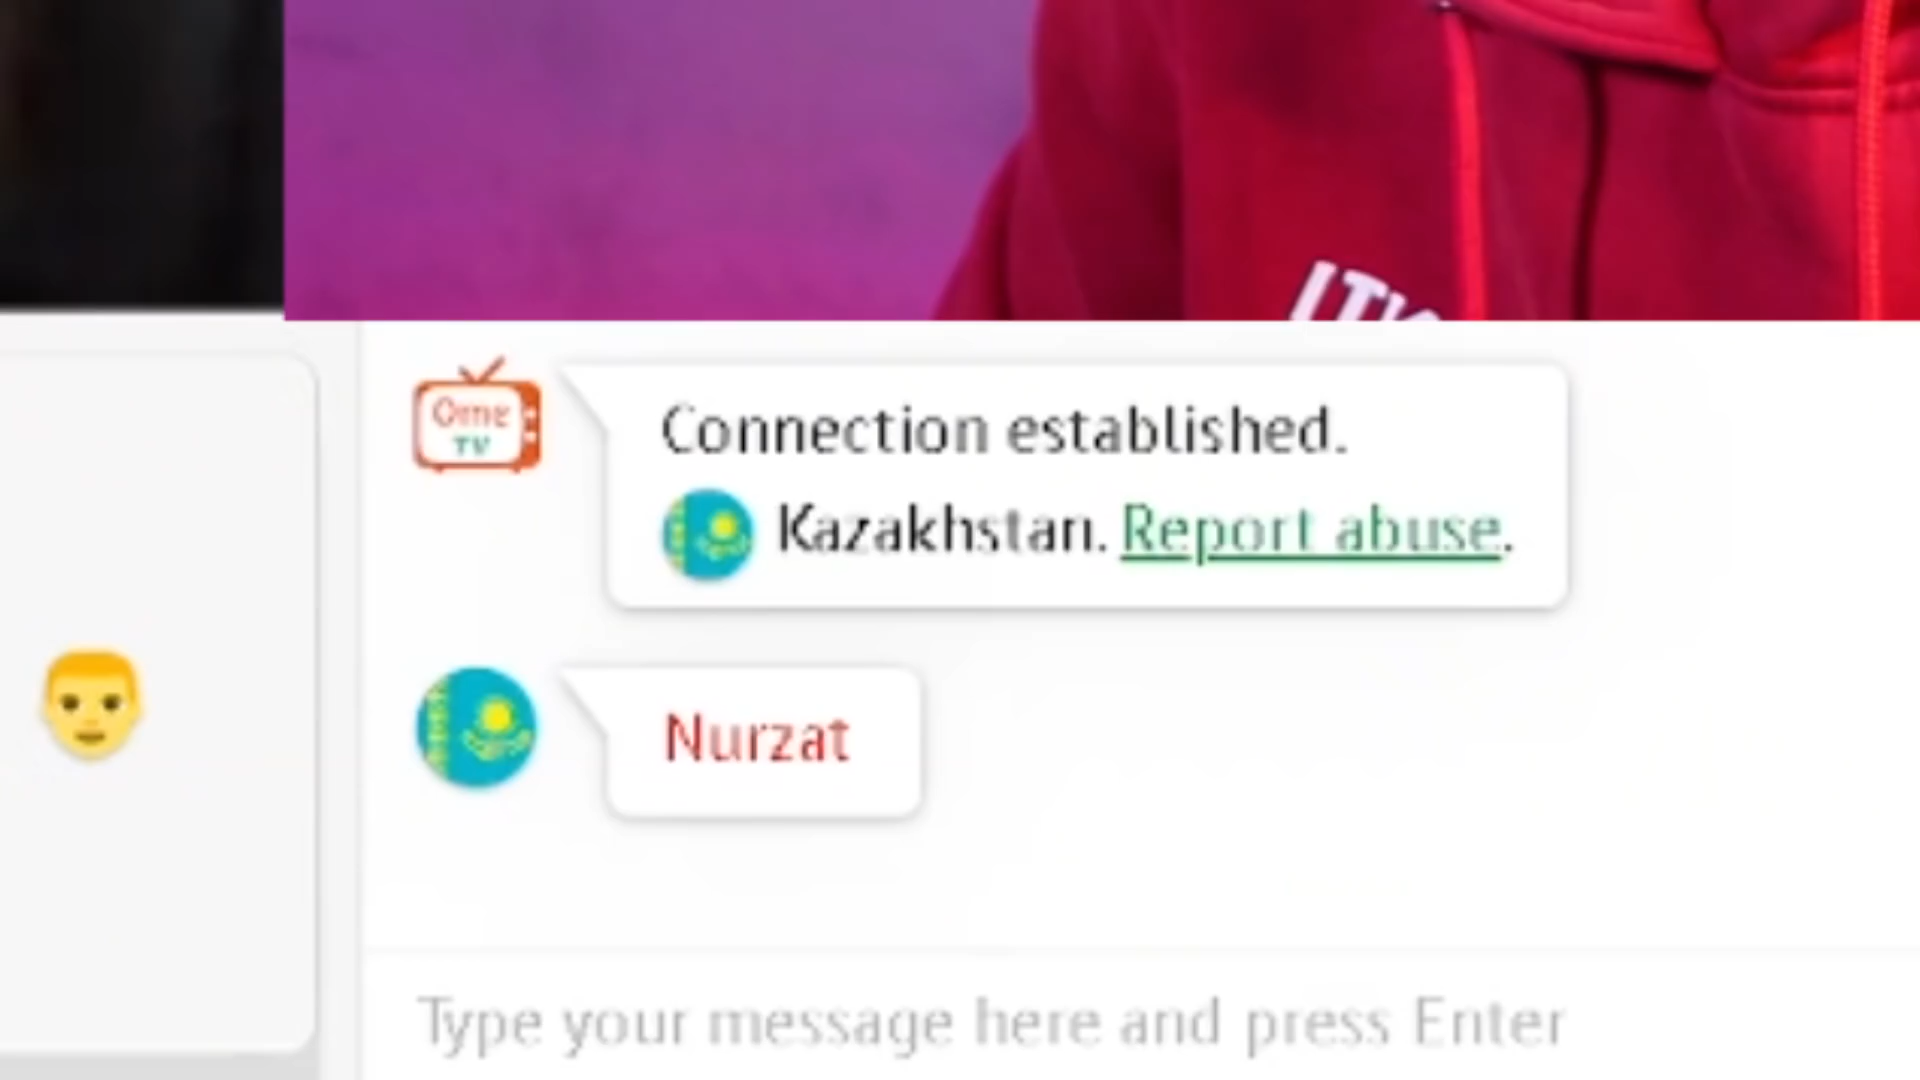 Ome
TV
Connection established.
Kazakhstan. Report abuse.
Nurzat
Type your message here and press Enter